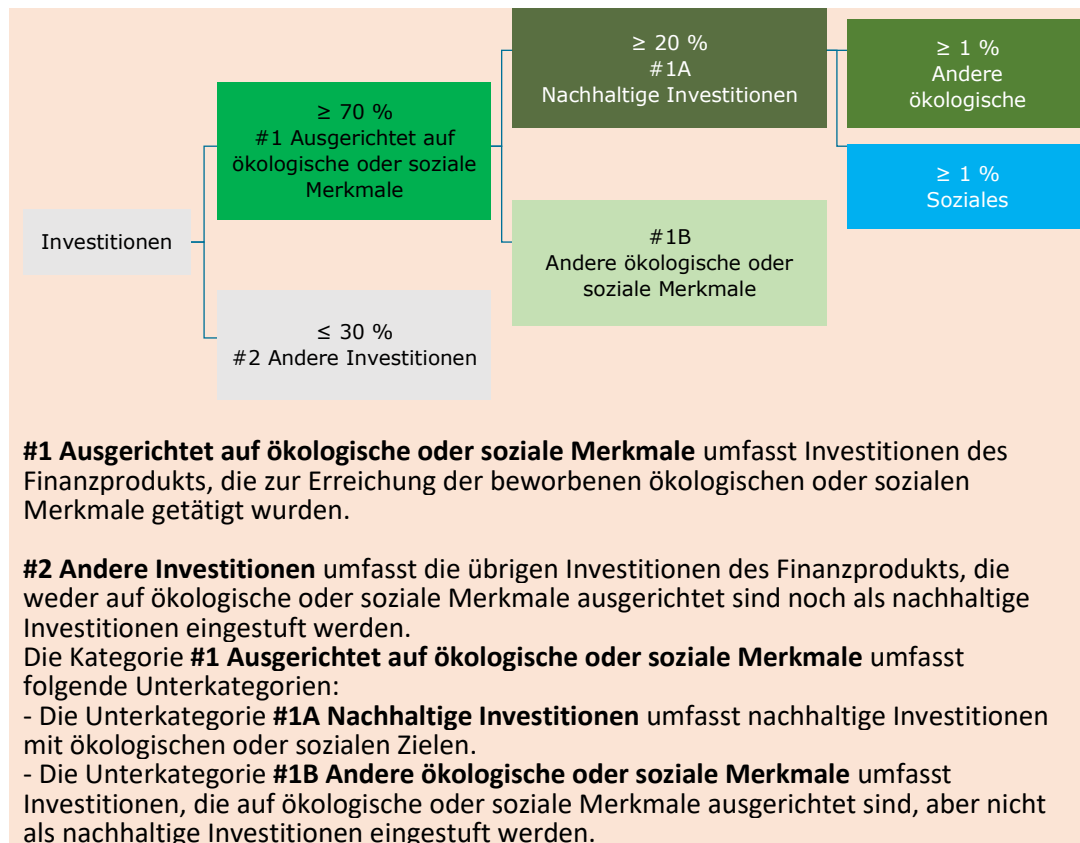 Investitionen
≥ 70 %
#1 Ausgerichtet auf
ökologische oder soziale
Merkmale
≤ 30 %
#2 Andere Investitionen
≥ 20 %
#1A
Nachhaltige Investitionen
#1B
Andere ökologische oder
soziale Merkmale
≥ 1 %
Andere
ökologische
≥ 1 %
Soziales
#1 Ausgerichtet auf ökologische oder soziale Merkmale umfasst Investitionen des
Finanzprodukts, die zur Erreichung der beworbenen ökologischen oder sozialen
Merkmale getätigt wurden.
#2 Andere Investitionen umfasst die übrigen Investitionen des Finanzprodukts, die
weder auf ökologische oder soziale Merkmale ausgerichtet sind noch als nachhaltige
Investitionen eingestuft werden.
Die Kategorie #1 Ausgerichtet auf ökologische oder soziale Merkmale umfasst
folgende Unterkategorien:
- Die Unterkategorie #1A Nachhaltige Investitionen umfasst nachhaltige Investitionen
mit ökologischen oder sozialen Zielen.
- Die Unterkategorie #1B Andere ökologische oder soziale Merkmale umfasst
Investitionen, die auf ökologische oder soziale Merkmale ausgerichtet sind, aber nicht
als nachhaltige Investitionen eingestuft werden.